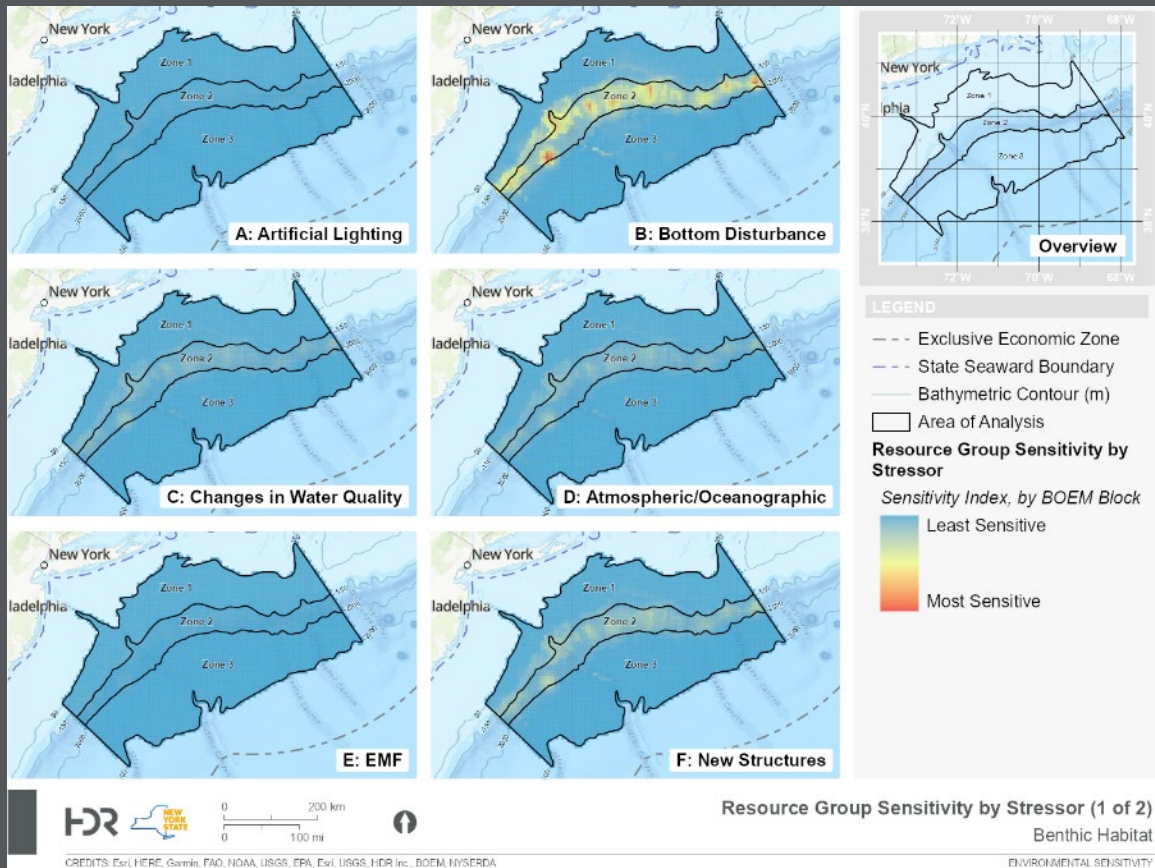 New York
ladelphia
Zone 1
Zone 2
Zone 3
A: Artificial Lighting
New York
ladelphia
Zone 1
Zone 2
Zone 3
B: Bottom Disturbance
72°W 70°W 68°W
New York
lphia
Zone 1
Zone 2
Zone 3
40°N
40°N
38°N
38°N
72°W 70°W 68°W
Overview
New York
ladelphia
Zone 1
Zone 2
Zone 3
C: Changes in Water Quality
New York
ladelphia
Zone 1
Zone 2
Zone 3
D: Atmospheric/Oceanographic
New York
ladelphia
Zone 1
Zone 2
Zone 3
E: EMF
New York
ladelphia
Zone 1
Zone 2
Zone 3
F: New Structures
LEGEND
Exclusive Economic Zone
State Seaward Boundary
Bathymetric Contour (m)
Area of Analysis
Resource Group Sensitivity by
Stressor
Sensitivity Index, by BOEM Block
Least Sensitive
Most Sensitive
HDR
NEW
YORK
STATE
0 200 km
0 100 mi
Resource Group Sensitivity by Stressor (1 of 2)
Benthic Habitat
CREDITS: Esri, HERE, Garmin, FAO, NOAA, USGS, EPA, Esri, USGS, HDR Inc., BOEM, NYSERDA
ENVIRONMENTAL SENSITIVITY